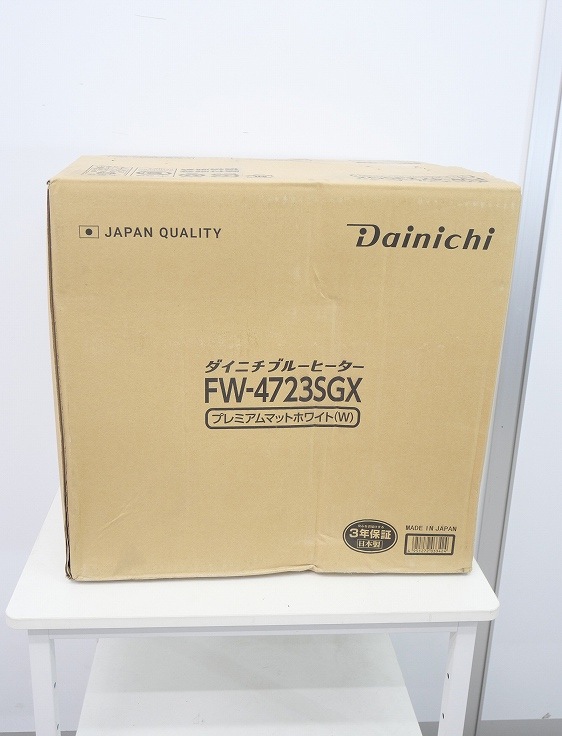 JAPAN QUALITY
Dainichi
ダイニチブルーヒーター
FW-4723SGX
プレミアムマットホワイト(W)
3年保証
日本製
MADE IN JAPAN